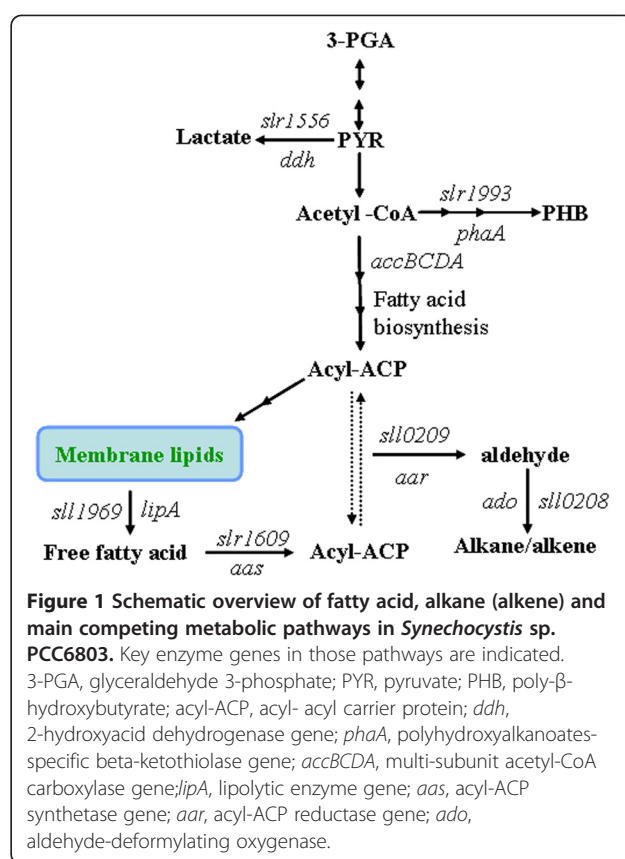 3-PGA
slr1556
Lactate PYR
ddh
slr1993
Acetyl -CoA PHB
phaA
accBCDA
Fatty acid
biosynthesis
Acyl-ACP
Membrane lipids
sll0209
aldehyde
aar
sll1969 lipA
ado sll0208
slr1609
Free fatty acid Acyl-ACP Alkane/alkene
aas
Figure 1 Schematic overview of fatty acid, alkane (alkene) and
main competing metabolic pathways in Synechocystis sp.
PCC6803. Key enzyme genes in those pathways are indicated.
3-PGA, glyceraldehyde 3-phosphate; PYR, pyruvate; PHB, poly-β-
hydroxybutyrate; acyl-ACP, acyl- acyl carrier protein; ddh,
2-hydroxyacid dehydrogenase gene; phaA, polyhydroxyalkanoates-
specific beta-ketothiolase gene; accBCDA, multi-subunit acetyl-CoA
carboxylase gene;lipA, lipolytic enzyme gene; aas, acyl-ACP
synthetase gene; aar, acyl-ACP reductase gene; ado,
aldehyde-deformylating oxygenase.